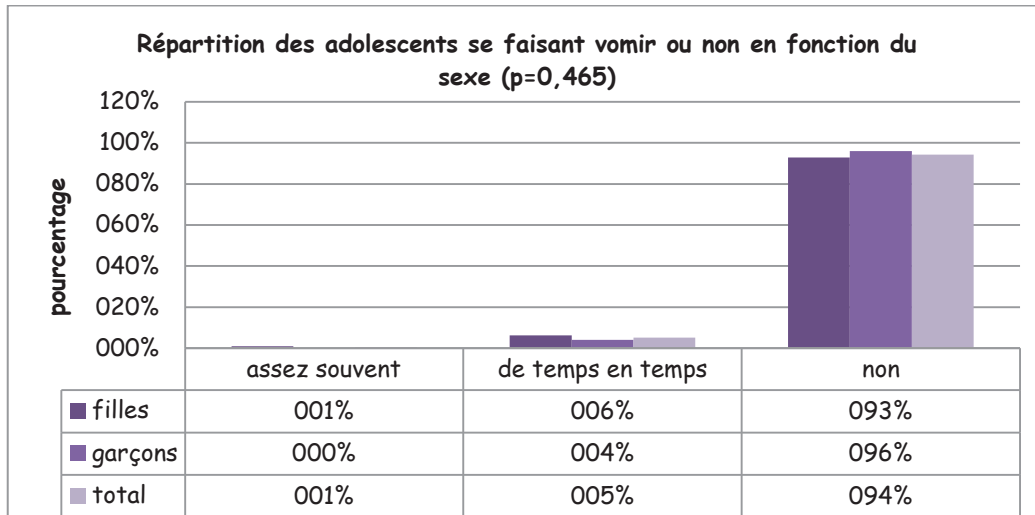 Répartition des adolescents se faisant vomir ou non en fonction du
sexe (p=0,465)
pourcentage
120%
100%
080%
060%
040%
020%
000%
assez souvent de temps en temps non
filles 001% 006% 093%
garçons 000% 004% 096%
total 001% 005% 094%